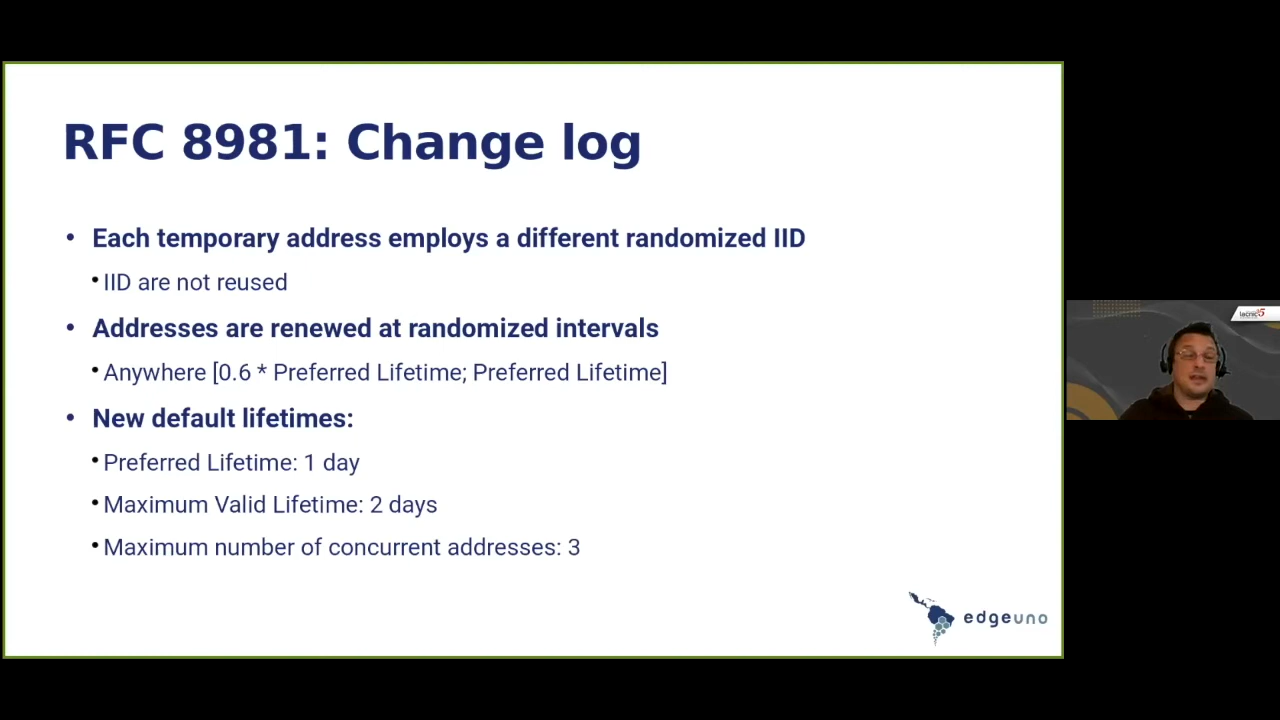 RFC 8981: Change log
• Each temporary address employs a different randomized IID
• IID are not reused
• Addresses are renewed at randomized intervals
• Anywhere [0.6 * Preferred Lifetime; Preferred Lifetime]
• New default lifetimes:
• Preferred Lifetime: 1 day
• Maximum Valid Lifetime: 2 days
• Maximum number of concurrent addresses: 3
edgeuno
lacnic 35